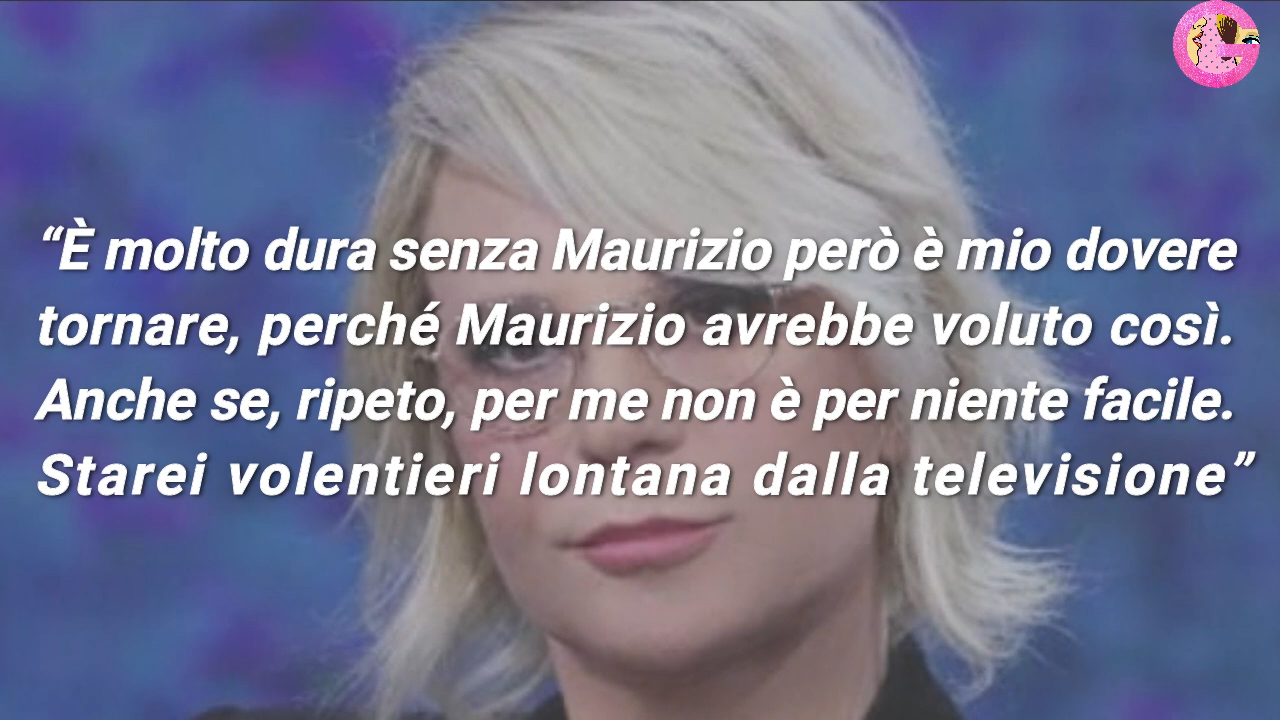 “È molto dura senza Maurizio però è mio dovere
tornare, perché Maurizio avrebbe voluto così.
Anche se, ripeto, per me non è per niente facile.
Starei volentieri lontana dalla televisione”